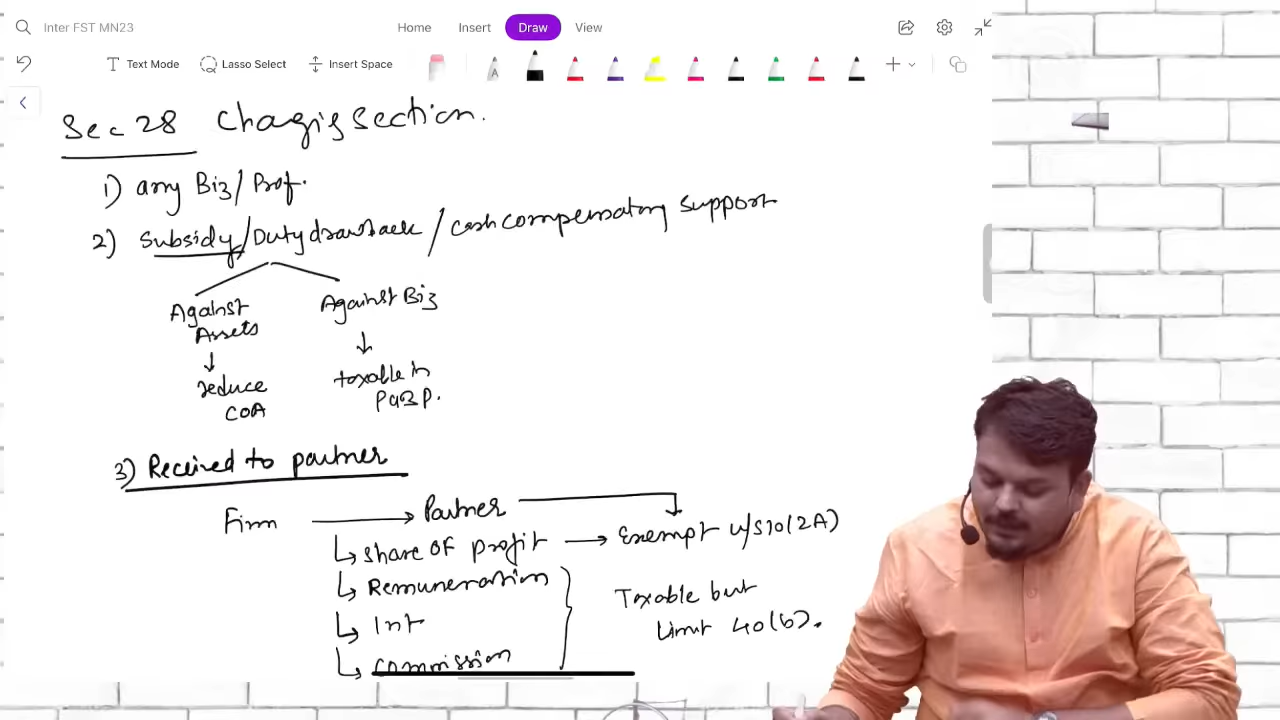 Inter FST MN23
Home Insert Draw View
Text Mode Lasso Select Insert Space
A
Sec 28 Chargig section.
1) any Biz/Prof.
2) Subsidy/Duty drawback/cash compensatory support
Against Assets
↓
reduce COA
Against Biz
↓
taxable in PGBP.
3) Received to partner
Firm → Partner
↳ share of profit → Exempt u/s 10(2A)
↳ Remuneration
↳ Int
↳ commission
Taxable but
Limit 40(b).